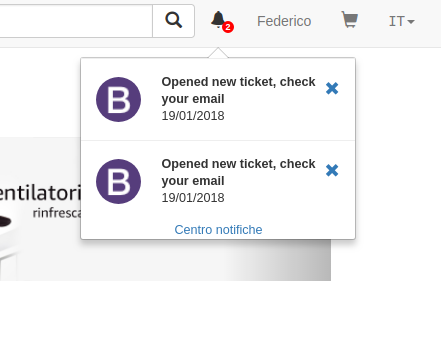 2
Federico
IT
B
Opened new ticket, check
your email
19/01/2018
B
Opened new ticket, check
your email
19/01/2018
Centro notifiche
entilatori
rinfresca